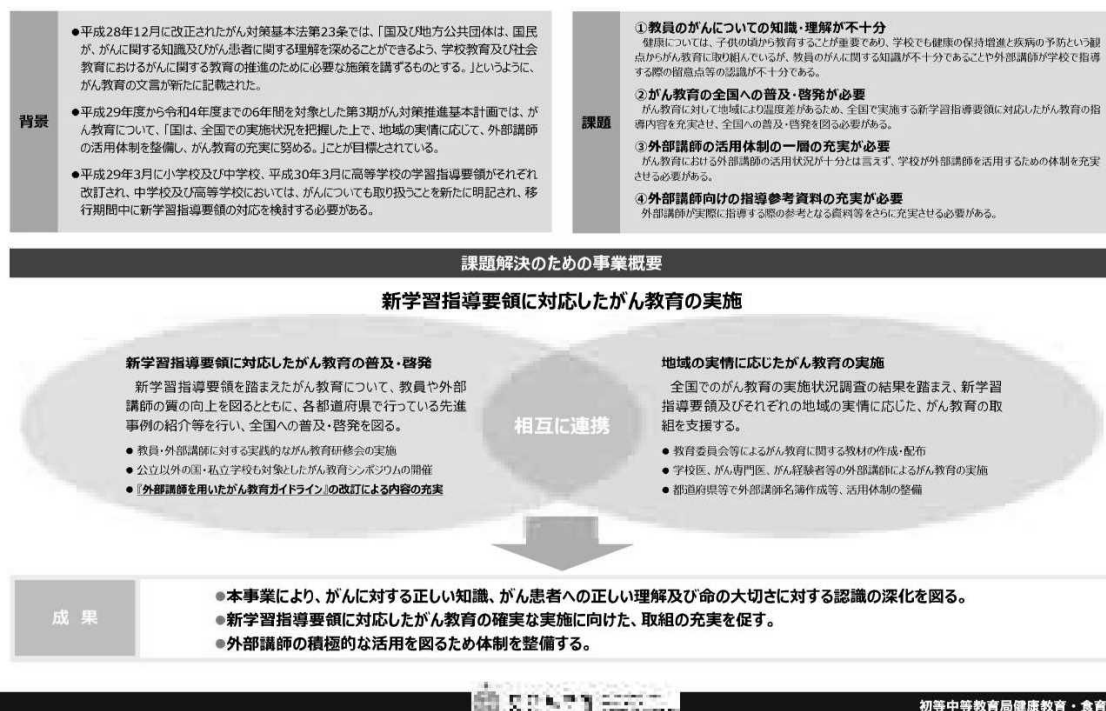 背景
●平成28年12月に改正されたがん対策基本法第23条では、「国及び地方公共団体は、国民
が、がんに関する知識及びがん患者に関する理解を深めることができるよう、学校教育及び社会
教育におけるがんに関する教育の推進のために必要な施策を講ずるものとする。」というように、
がん教育の文言が新たに記載された。
●平成29年度から令和4年度までの6年間を対象とした第3期がん対策推進基本計画では、が
ん教育について、「国は、全国での実施状況を把握した上で、地域の実情に応じて、外部講師
の活用体制を整備し、がん教育の充実に努める。」ことが目標とされている。
●平成29年3月に小学校及び中学校、平成30年3月に高等学校の学習指導要領がそれぞれ
改訂され、中学校及び高等学校においては、がんについても取り扱うことを新たに明記され、移
行期間中に新学習指導要領の対応を検討する必要がある。
課題
①教員のがんについての知識・理解が不十分
健康については、子供の頃から教育することが重要であり、学校でも健康の保持増進と疾病の予防という観
点からがん教育に取り組んでいるが、教員のがんに関する知識が不十分であることや外部講師が学校で指導
する際の留意点等の認識が不十分である。
②がん教育の全国への普及・啓発が必要
がん教育に対して地域により温度差があるため、全国で実施する新学習指導要領に対応したがん教育の指
導内容を充実させ、全国への普及・啓発を図る必要がある。
③外部講師の活用体制の一層の充実が必要
がん教育における外部講師の活用状況が十分とは言えず、学校が外部講師を活用するための体制を充実
させる必要がある。
④外部講師向けの指導参考資料の充実が必要
外部講師が実際に指導する際の参考となる資料等をさらに充実させる必要がある。
課題解決のための事業概要
新学習指導要領に対応したがん教育の実施
新学習指導要領に対応したがん教育の普及・啓発
新学習指導要領を踏まえたがん教育について、教員や外部
講師の質の向上を図るとともに、各都道府県で行っている先進
事例の紹介等を行い、全国への普及・啓発を図る。
● 教員・外部講師に対する実践的ながん教育研修会の実施
● 公立以外の国・私立学校も対象としたがん教育シンポジウムの開催
● 『外部講師を用いたがん教育ガイドライン』の改訂による内容の充実
相互に連携
地域の実情に応じたがん教育の実施
全国でのがん教育の実施状況調査の結果を踏まえ、新学習
指導要領及びそれぞれの地域の実情に応じた、がん教育の取
組を支援する。
● 教育委員会等によるがん教育に関する教材の作成・配布
● 学校医、がん専門医、がん経験者等の外部講師によるがん教育の実施
● 都道府県等で外部講師名簿作成等、活用体制の整備
成 果
●本事業により、がんに対する正しい知識、がん患者への正しい理解及び命の大切さに対する認識の深化を図る。
●新学習指導要領に対応したがん教育の確実な実施に向けた、取組の充実を促す。
●外部講師の積極的な活用を図るため体制を整備する。
初等中等教育局健康教育・食育